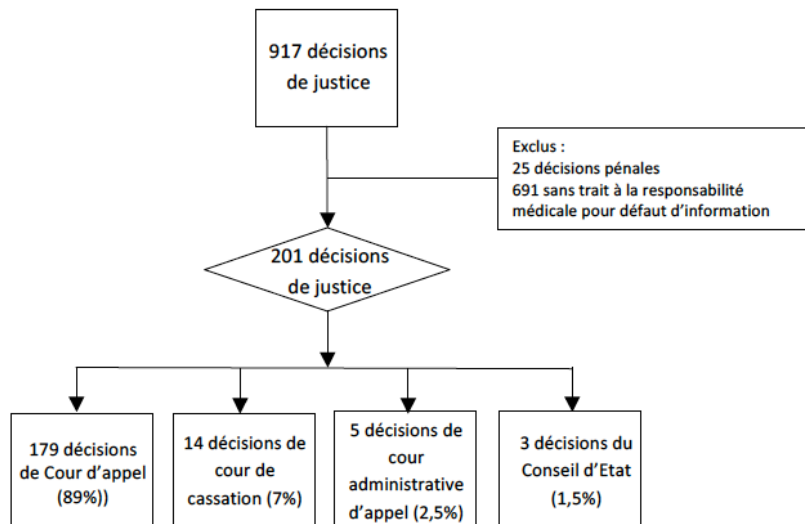 917 décisions
de justice
Exclus :
25 décisions pénales
691 sans trait à la responsabilité
médicale pour défaut d'information
201 décisions
de justice
179 décisions
de Cour d'appel
(89%))
14 décisions de
cour de
cassation (7%)
5 décisions de
cour
administrative
d'appel (2,5%)
3 décisions du
Conseil d'Etat
(1,5%)